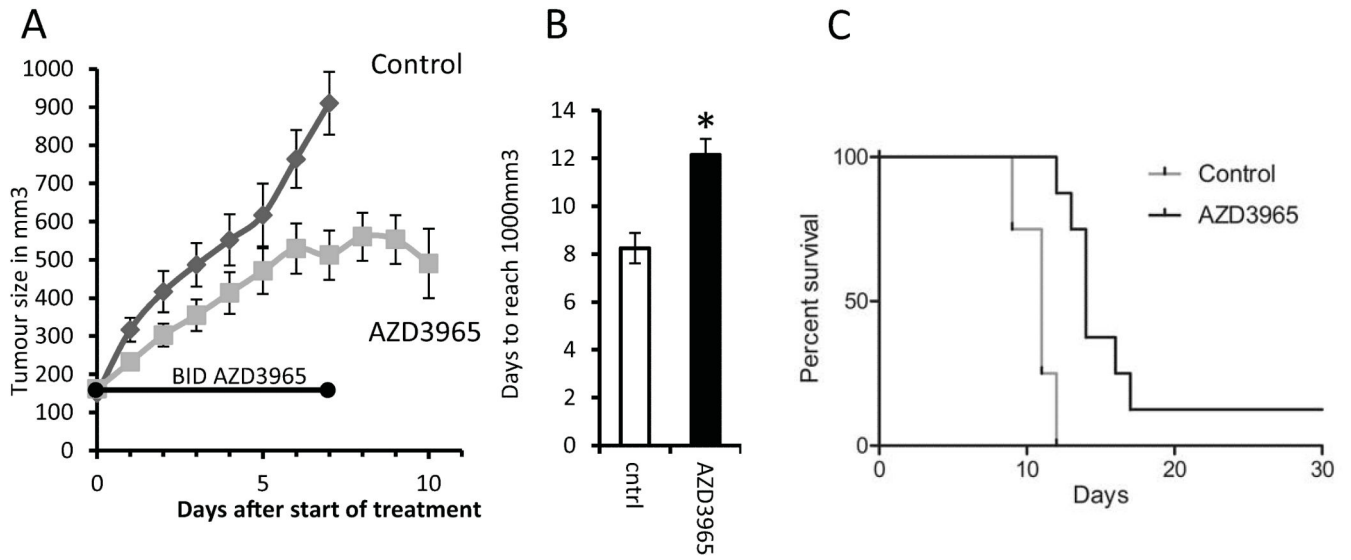 A
Tumour size in mm3
1000
900
800
700
600
500
400
300
200
100
0
Control
AZD3965
BID AZD3965
0
5
10
Days after start of treatment
B
Days to reach 1000mm3
14
12
10
8
6
4
2
0
*
cntrl
AZD3965
C
Percent survival
100
50
0
Control
AZD3965
0
10
20
30
Days